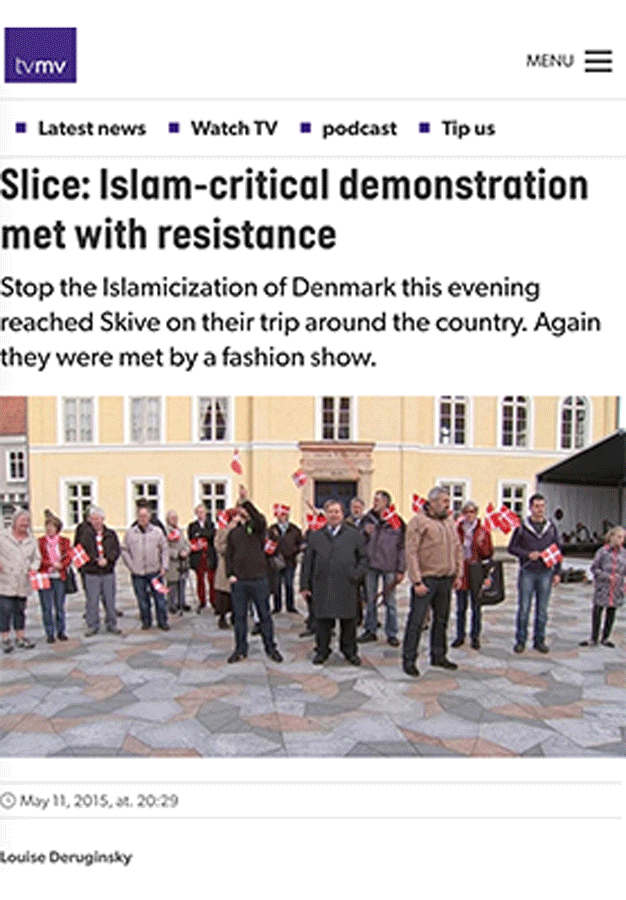 tvmv
MENU
Latest news
Watch TV
podcast
Tip us
Slice: Islam-critical demonstration
met with resistance
Stop the Islamicization of Denmark this evening
reached Skive on their trip around the country. Again
they were met by a fashion show.
May 11, 2015, at. 20:29
Louise Deruginsky